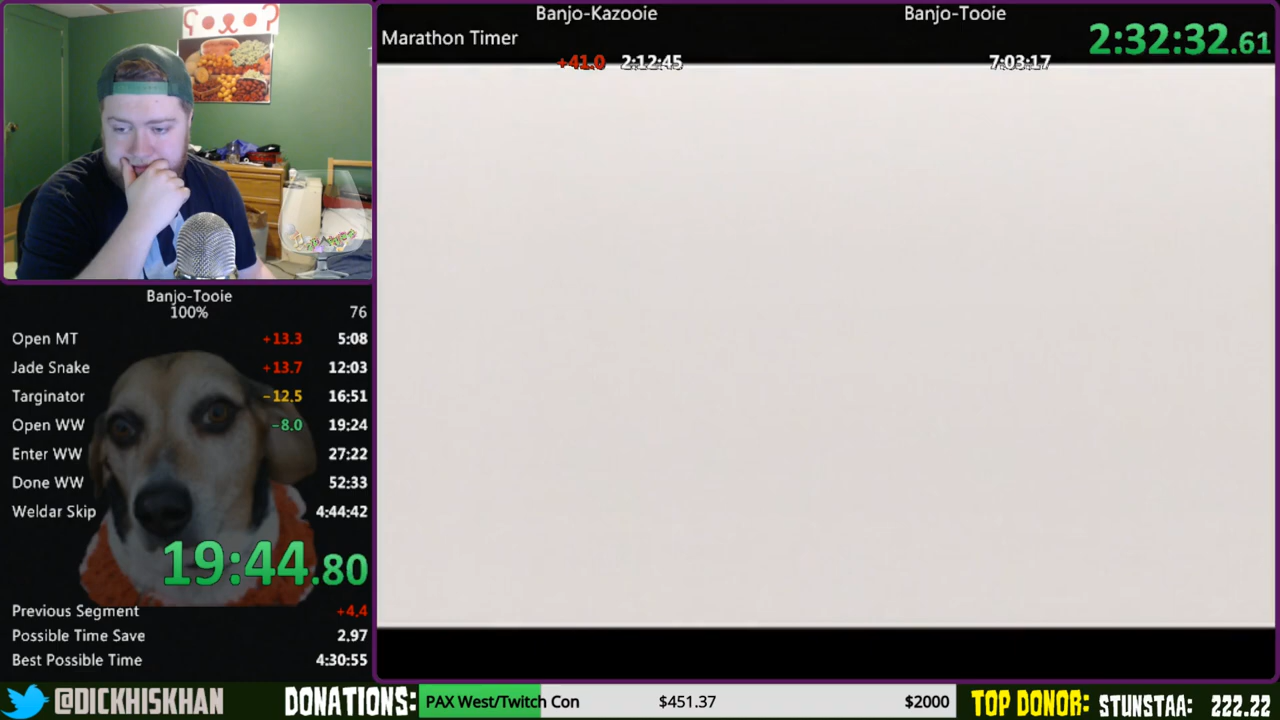 Banjo-Kazooie
Banjo-Tooie
Marathon Timer
2:32:32.61
+41.0 2:12:45
7:03:17
Banjo-Tooie
100%
76
Open MT +13.3 5:08
Jade Snake +13.7 12:03
Targinator -12.5 16:51
Open WW -8.0 19:24
Enter WW 27:22
Done WW 52:33
Weldar Skip 4:44:42
19:44.80
Previous Segment +4.4
Possible Time Save 2.97
Best Possible Time 4:30:55
@DICKHISKHAN
DONATIONS:
PAX West/Twitch Con $451.37 $2000
TOP DONOR: STUNSTAA: 222.22